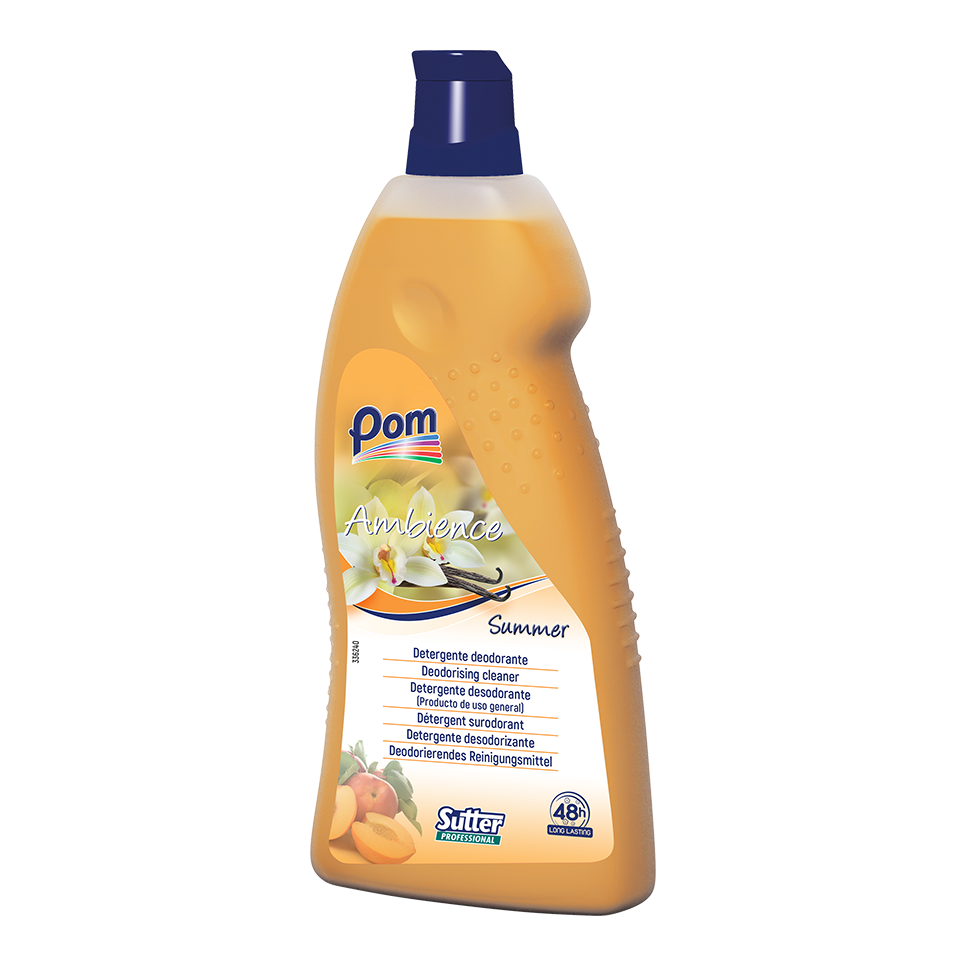 Pom
Ambience
Summer
336240
Detergente deodorante
Deodorising cleaner
Detergente desodorante
(Producto de uso general)
Détergent surodorant
Detergente desodorizante
Deodorierendes Reinigungsmittel
Sutter
PROFESSIONAL
48h
LONG LASTING